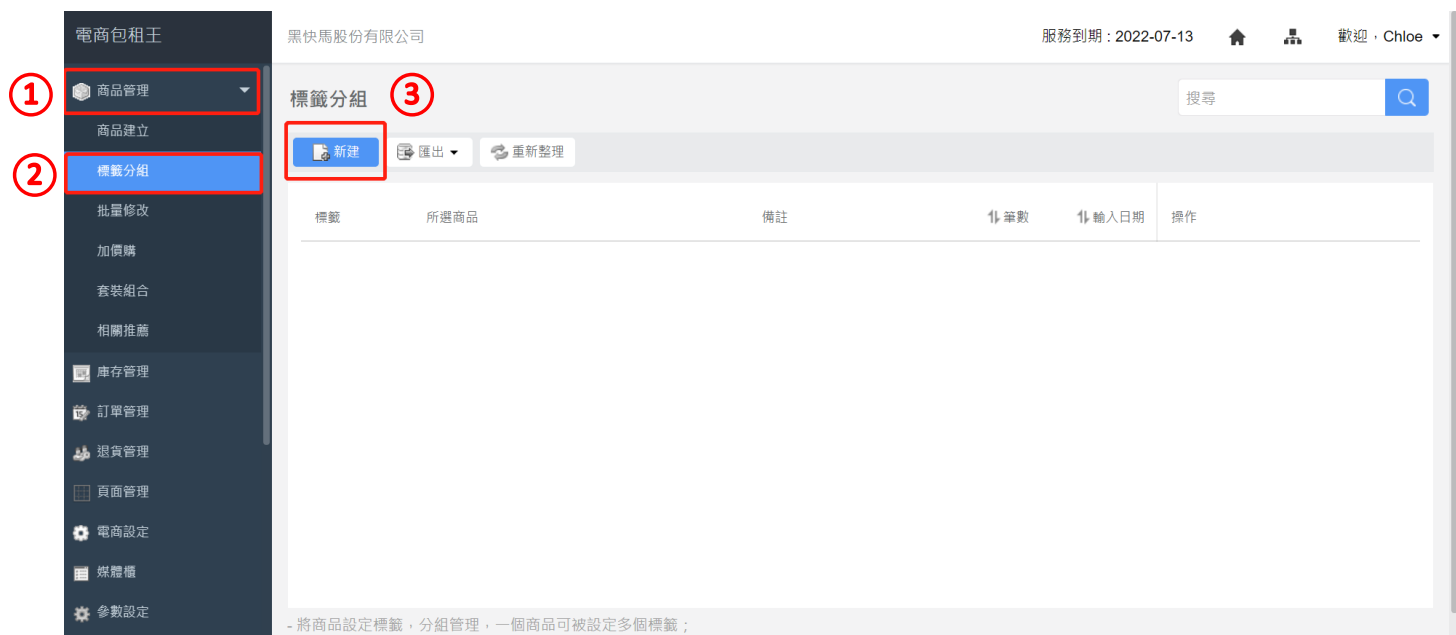 電商包租王
黑快馬股份有限公司
服務到期 : 2022-07-13
歡迎，Chloe
① 商品管理
商品建立
② 標籤分組
批量修改
加價購
套裝組合
相關推薦
庫存管理
訂單管理
退貨管理
頁面管理
電商設定
媒體櫃
參數設定
標籤分組 ③
搜尋
新建 匯出 重新整理
標籤 所選商品 備註 筆數 輸入日期 操作
- 將商品設定標籤，分組管理，一個商品可被設定多個標籤；